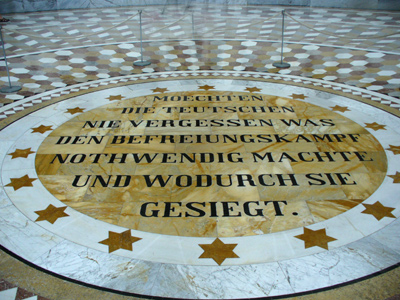 MOECHTEN
DIE TEUTSCHEN
NIE VERGESSEN WAS
DEN BEFREIUNGSKAMPF
NOTHWENDIG MACHTE
UND WODURCH SIE
GESIEGT.